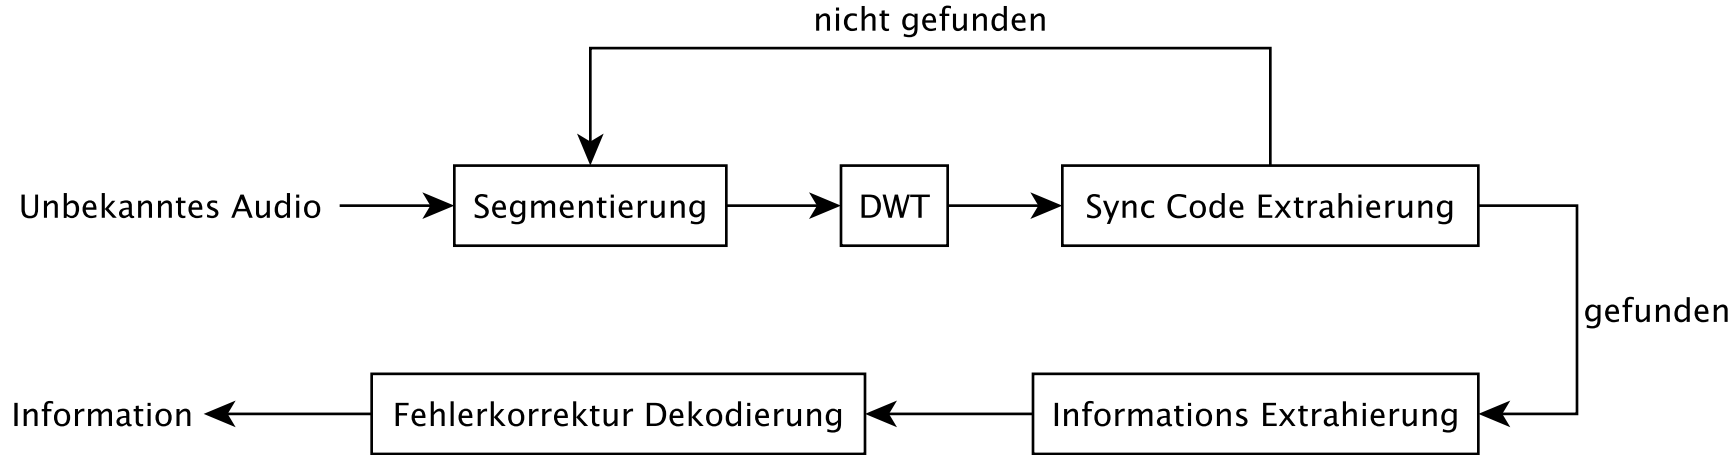 nicht gefunden
Unbekanntes Audio
Segmentierung
DWT
Sync Code Extrahierung
gefunden
Information
Fehlerkorrektur Dekodierung
Informations Extrahierung